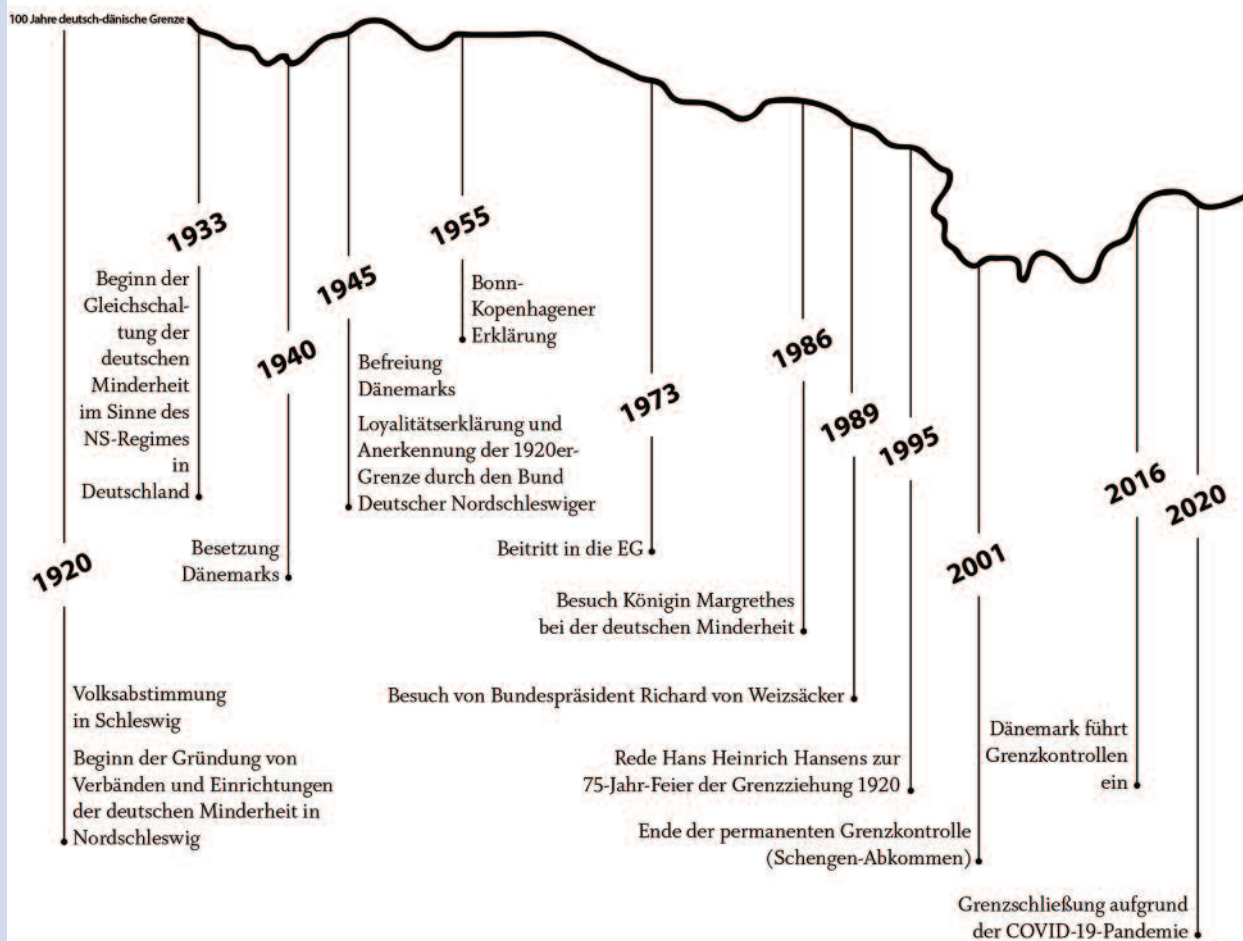 100 Jahre deutsch-dänische Grenze
1920
Volksabstimmung
in Schleswig
Beginn der Gründung von
Verbänden und Einrichtungen
der deutschen Minderheit in
Nordschleswig
1933
Beginn der
Gleichschal-
tung der
deutschen
Minderheit
im Sinne des
NS-Regimes
in
Deutschland
1940
Besetzung
Dänemarks
1945
Befreiung
Dänemarks
Loyalitätserklärung und
Anerkennung der 1920er-
Grenze durch den Bund
Deutscher Nordschleswiger
1955
Bonn-
Kopenhagener
Erklärung
1973
Beitritt in die EG
1986
Besuch Königin Margrethes
bei der deutschen Minderheit
1989
Besuch von Bundespräsident Richard von Weizsäcker
1995
Rede Hans Heinrich Hansens zur
75-Jahr-Feier der Grenzziehung 1920
2001
Ende der permanenten Grenzkontrolle
(Schengen-Abkommen)
2016
Dänemark führt
Grenzkontrollen
ein
2020
Grenzschließung aufgrund
der COVID-19-Pandemie